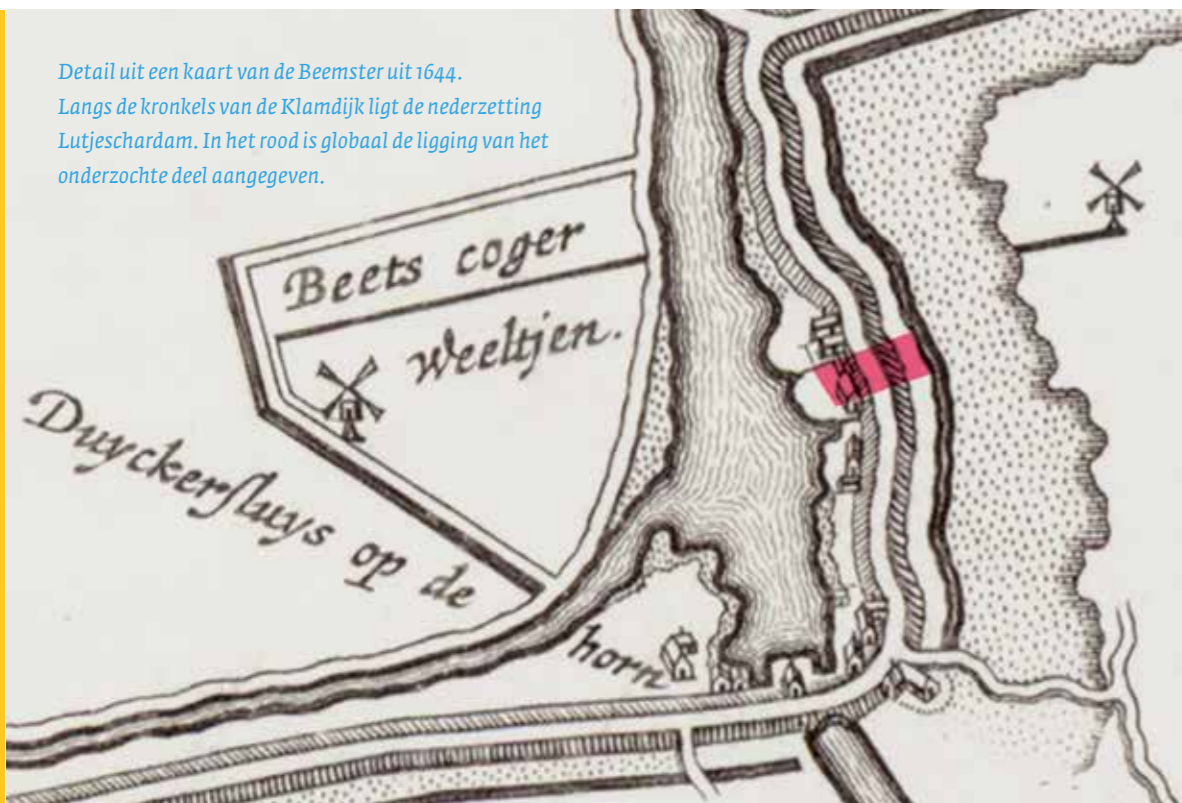 Detail uit een kaart van de Beemster uit 1644.
Langs de kronkels van de Klamdijk ligt de nederzetting
Lutjeschardam. In het rood is globaal de ligging van het
onderzochte deel aangegeven.
Beets coger
Weeltjen.
Duyckersluys op de
horn